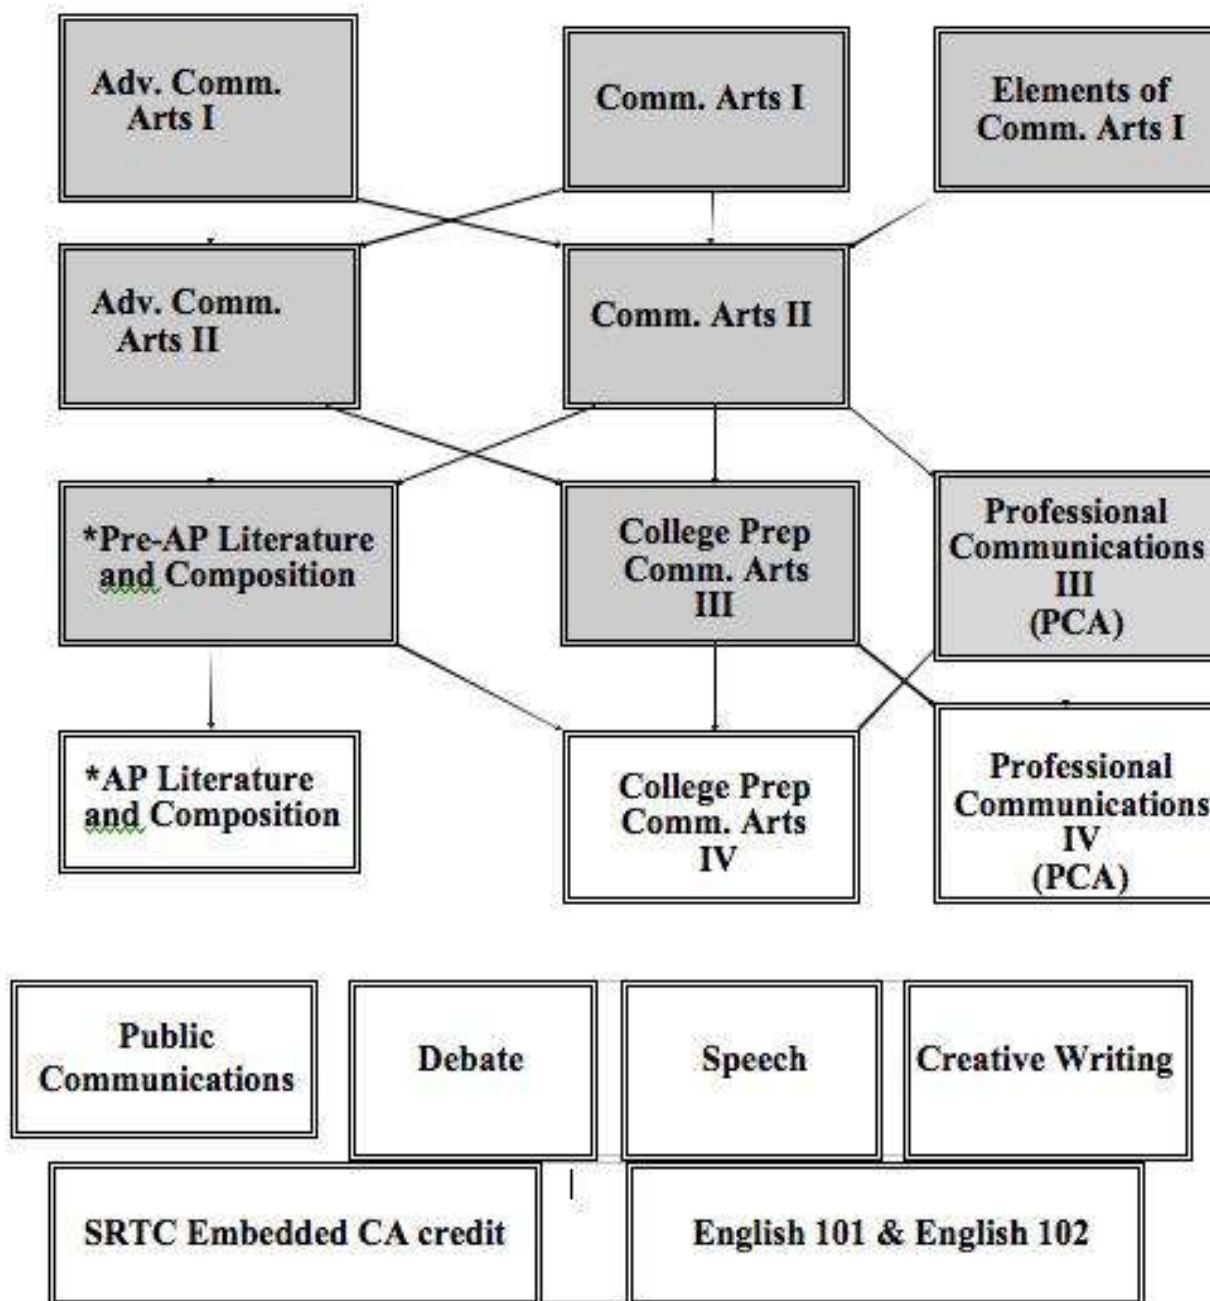 Adv. Comm.
Arts I
Comm. Arts I
Elements of
Comm. Arts I
Adv. Comm.
Arts II
Comm. Arts II
*Pre-AP Literature
and Composition
College Prep
Comm. Arts
III
Professional
Communications
III
(PCA)
*AP Literature
and Composition
College Prep
Comm. Arts
IV
Professional
Communications
IV
(PCA)
Public
Communications
Debate
Speech
Creative Writing
SRTC Embedded CA credit
English 101 & English 102